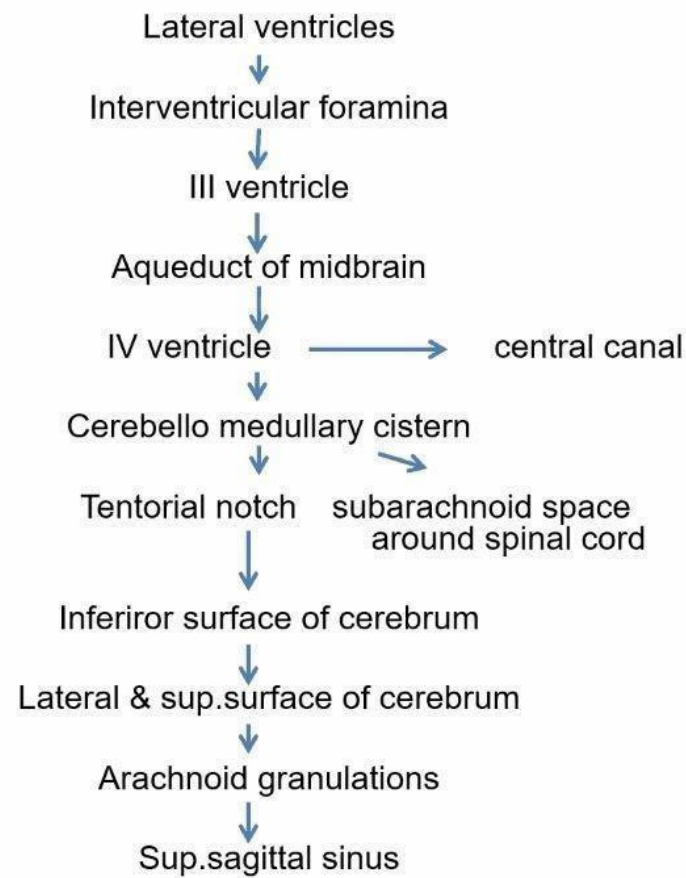 Lateral ventricles
Interventricular foramina
III ventricle
Aqueduct of midbrain
IV ventricle central canal
Cerebello medullary cistern
Tentorial notch subarachnoid space
around spinal cord
Inferiror surface of cerebrum
Lateral & sup.surface of cerebrum
Arachnoid granulations
Sup.sagittal sinus